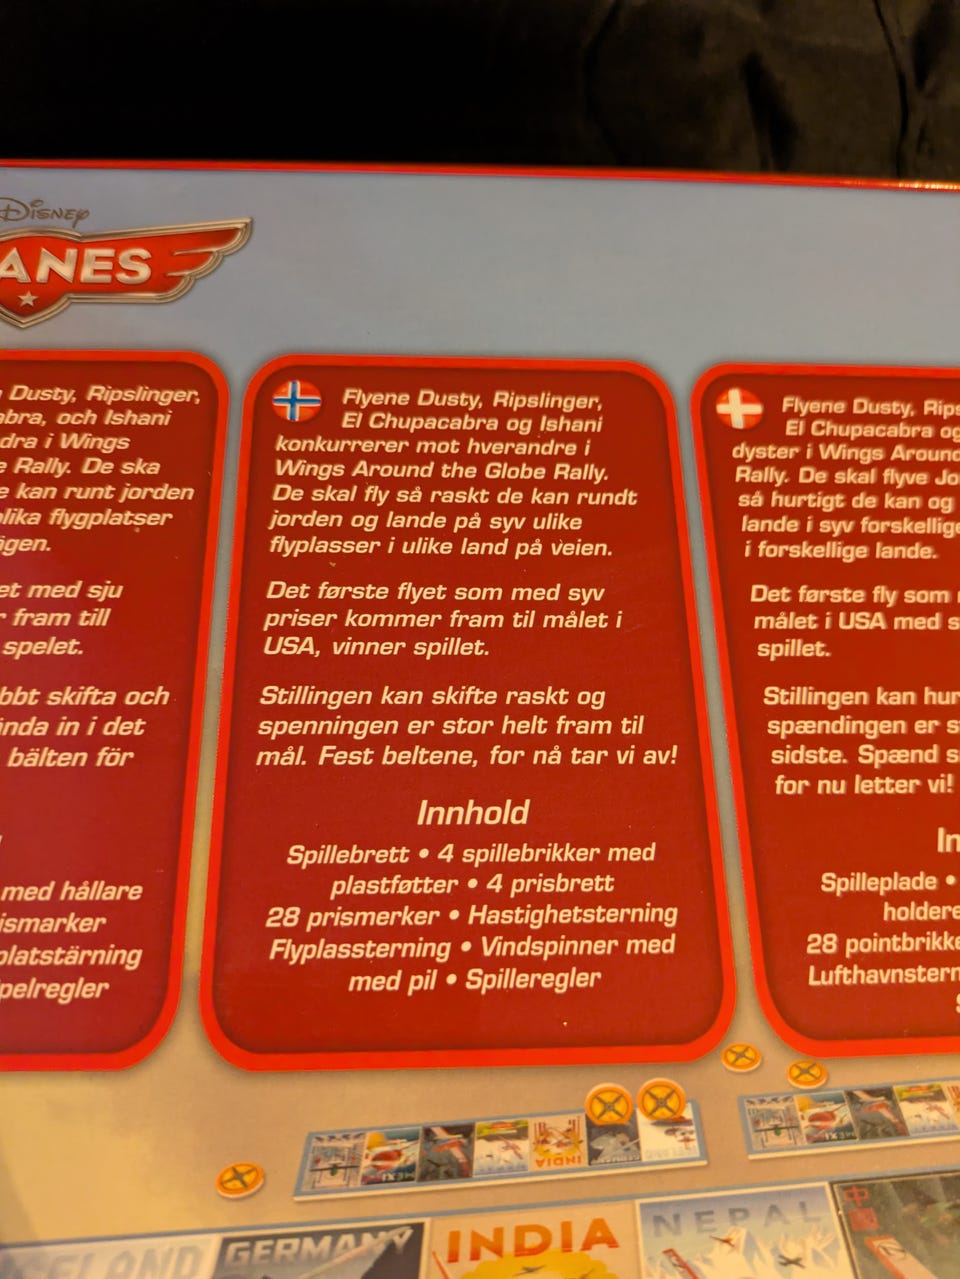 DISNEY
ANES
Dusty, Ripslinger,
abra, och Ishani
dra i Wings
e Rally. De ska
e kan runt jorden
olika flygplatser
ägen.
et med sju
r fram till
spelet.
bbt skifta och
ända in i det
bälten för
med hållare
ismarker
platstärning
pelregler
Flyene Dusty, Ripslinger,
El Chupacabra og Ishani
konkurrerer mot hverandre i
Wings Around the Globe Rally.
De skal fly så raskt de kan rundt
jorden og lande på syv ulike
flyplasser i ulike land på veien.
Det første flyet som med syv
priser kommer fram til målet i
USA, vinner spillet.
Stillingen kan skifte raskt og
spenningen er stor helt fram til
mål. Fest beltene, for nå tar vi av!
Innhold
Spillebrett • 4 spillebrikker med
plastføtter • 4 prisbrett
28 prismerker • Hastighetsterning
Flyplassterning • Vindspinner med
med pil • Spilleregler
Flyene Dusty, Rips
El Chupacabra og
dyster i Wings Around
Rally. De skal flyve Jo
så hurtigt de kan og
lande i syv forskellige
i forskellige lande.
Det første fly som
målet i USA med s
spillet.
Stillingen kan hur
spændingen er s
sidste. Spænd s
for nu letter vi!
In
Spilleplade •
holdere
28 pointbrikke
Lufthavnstern
S
INDIA
GERMANY
ICELAND
GERMANY
INDIA
NEPAL
中
國